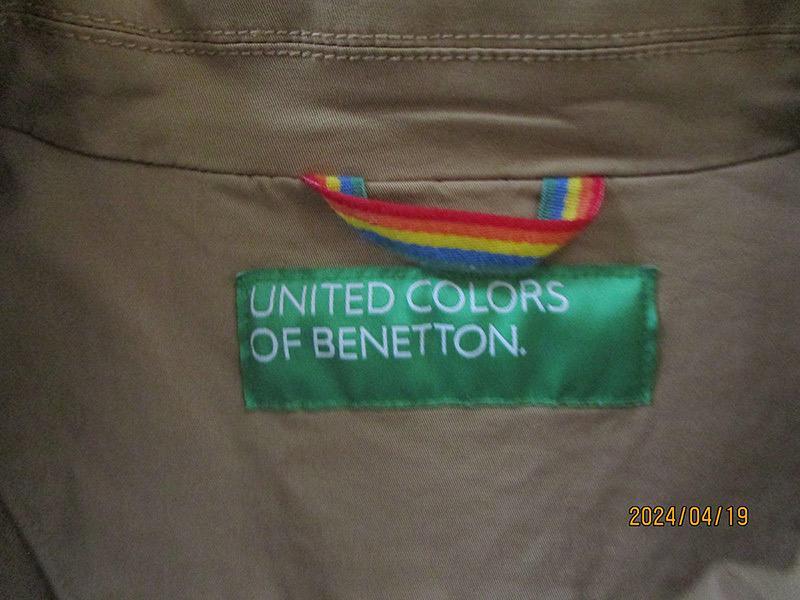 UNITED COLORS
OF BENETTON.
2024/04/19